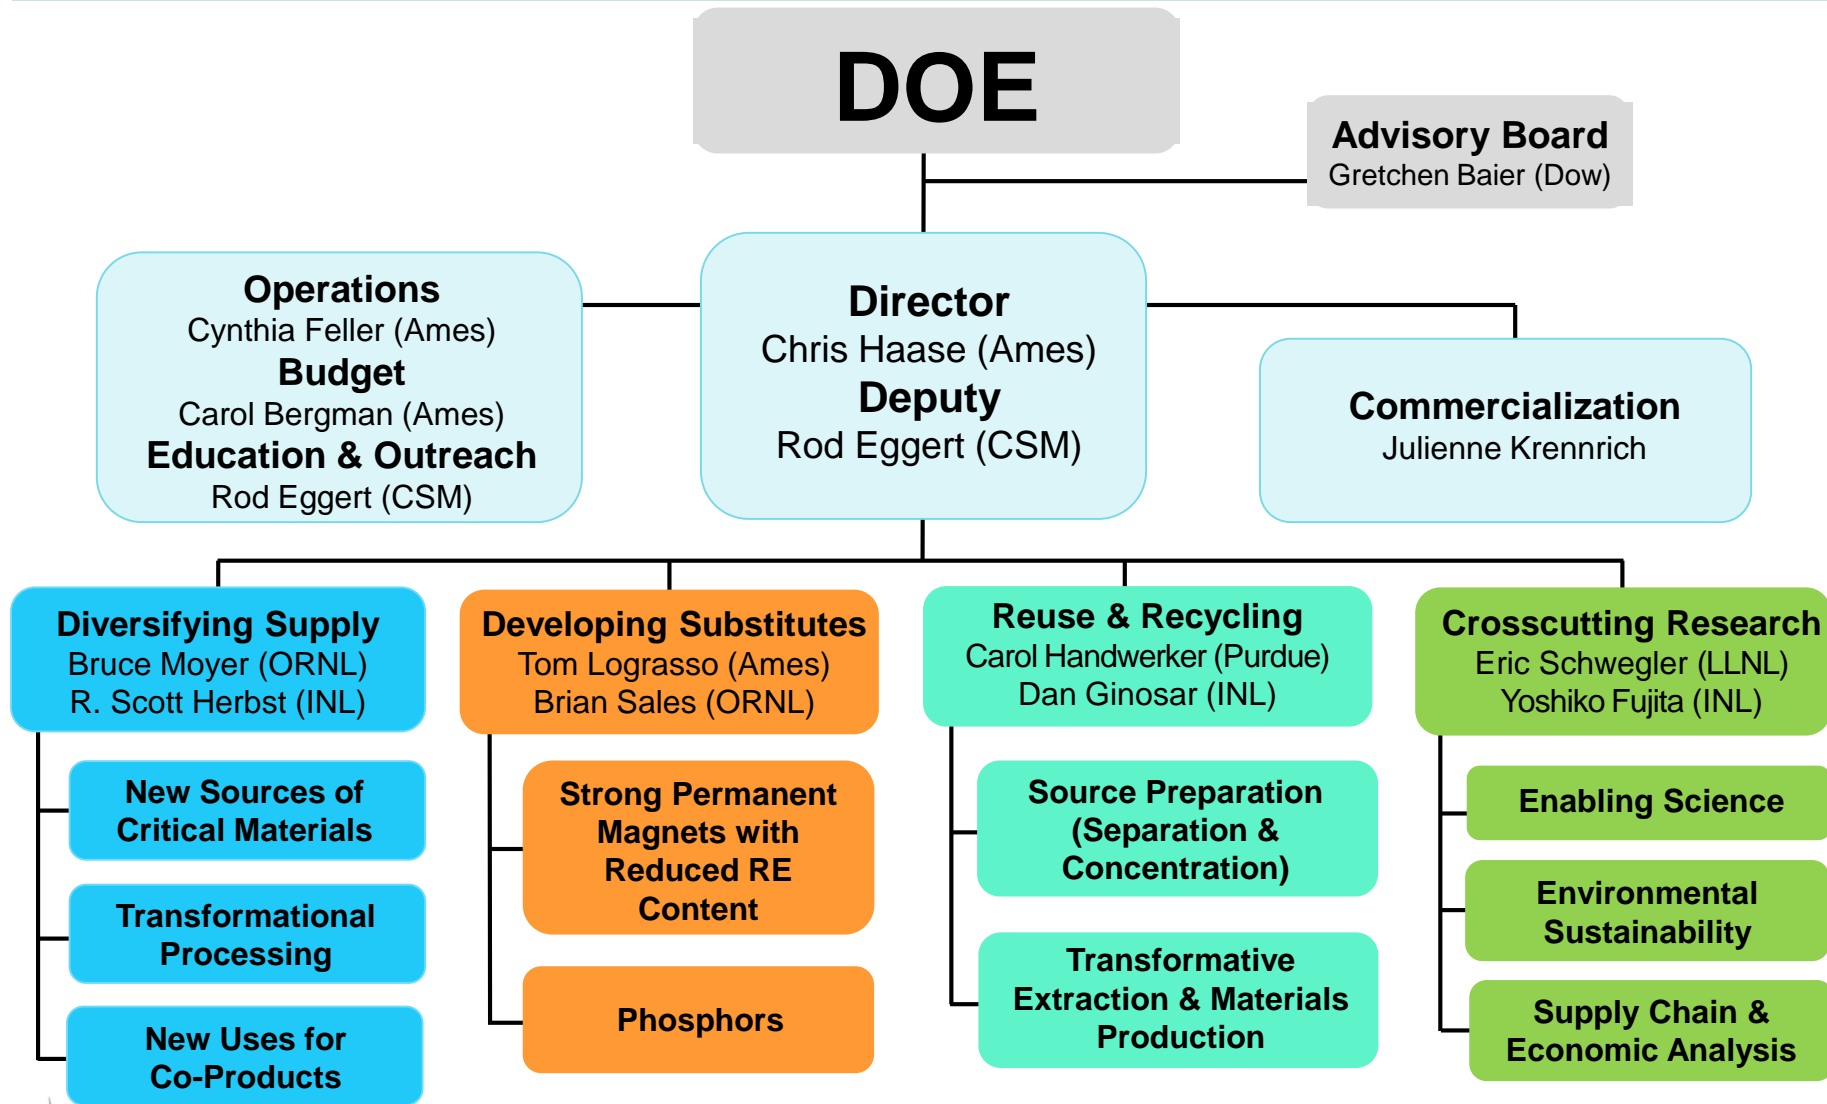 DOE
Advisory Board
Gretchen Baier (Dow)
Operations
Cynthia Feller (Ames)
Budget
Carol Bergman (Ames)
Education & Outreach
Rod Eggert (CSM)
Director
Chris Haase (Ames)
Deputy
Rod Eggert (CSM)
Commercialization
Julienne Krennrich
Diversifying Supply
Bruce Moyer (ORNL)
R. Scott Herbst (INL)
New Sources of
Critical Materials
Transformational
Processing
New Uses for
Co-Products
Developing Substitutes
Tom Lograsso (Ames)
Brian Sales (ORNL)
Strong Permanent
Magnets with
Reduced RE
Content
Phosphors
Reuse & Recycling
Carol Handwerker (Purdue)
Dan Ginosar (INL)
Source Preparation
(Separation &
Concentration)
Transformative
Extraction & Materials
Production
Crosscutting Research
Eric Schwegler (LLNL)
Yoshiko Fujita (INL)
Enabling Science
Environmental
Sustainability
Supply Chain &
Economic Analysis